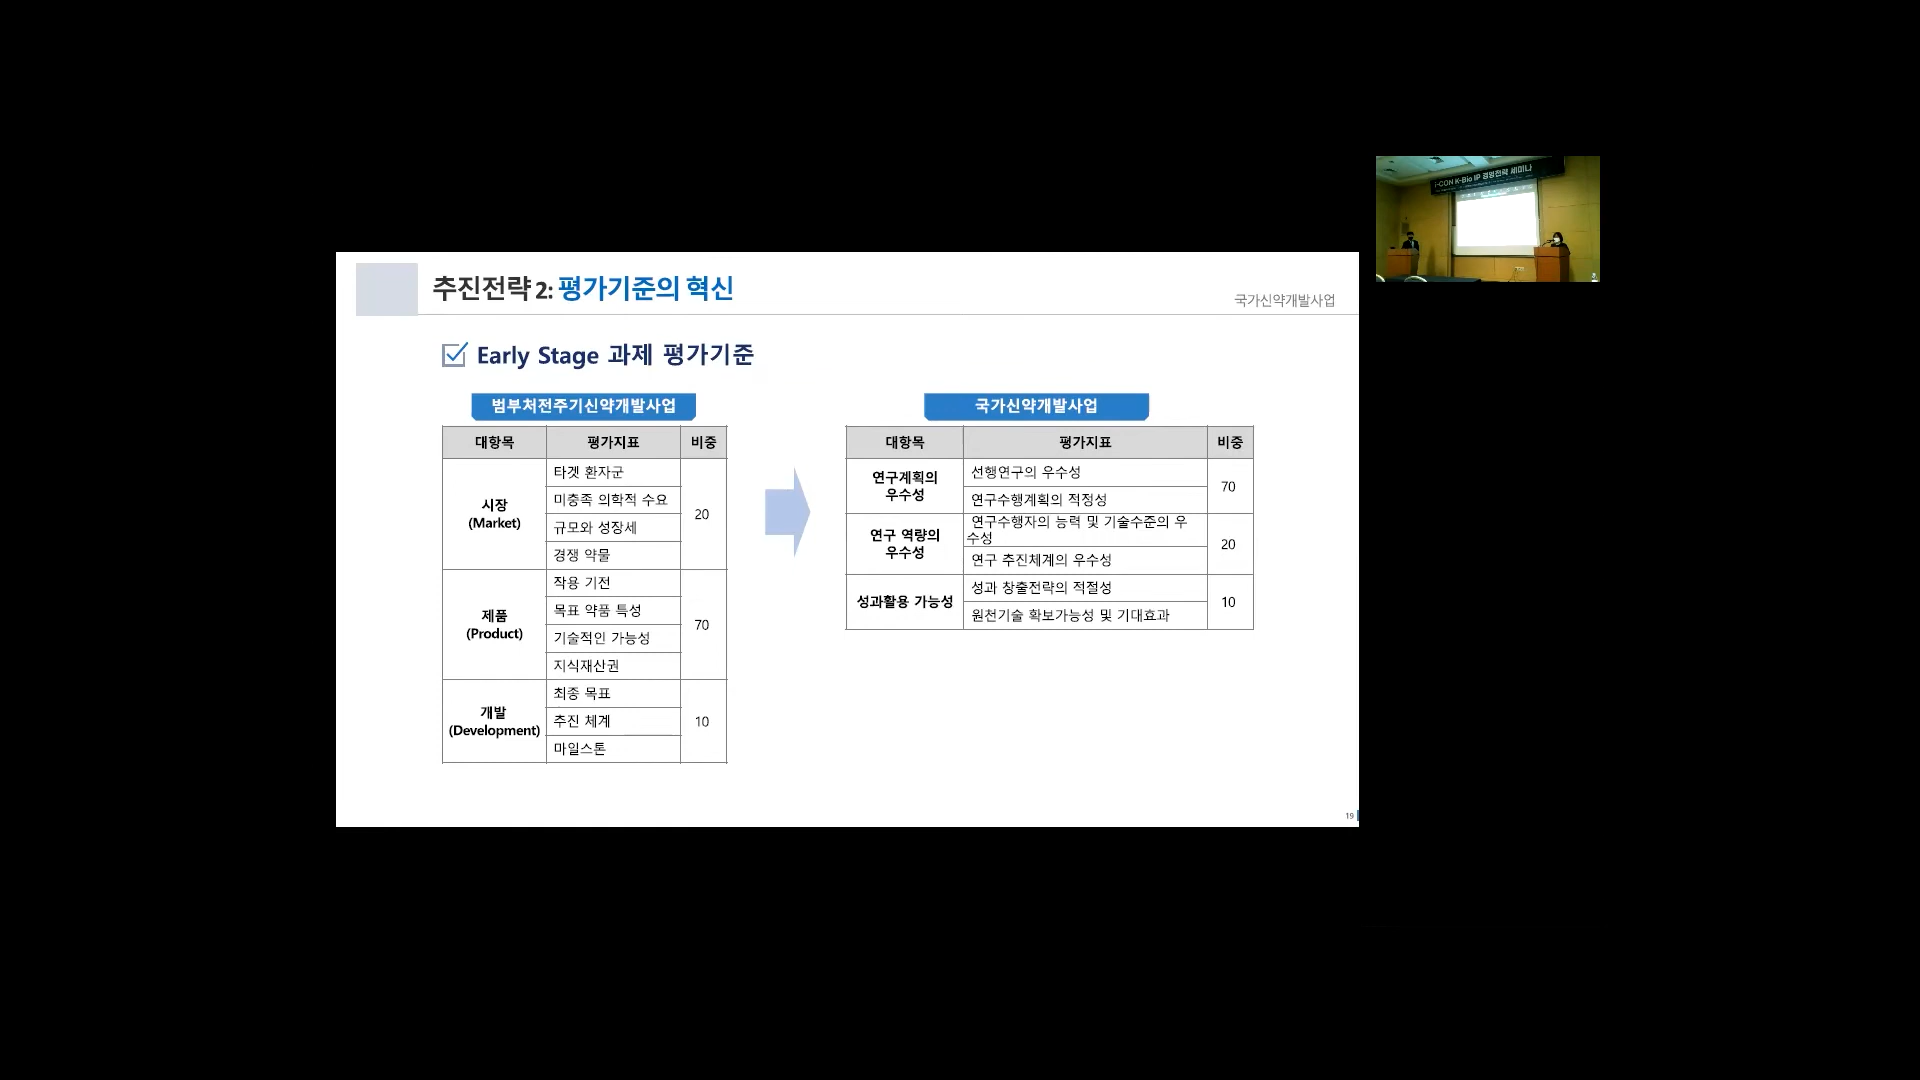 i-CON K-Bio IP 경영전략 세미나
추진전략 2: 평가기준의 혁신
국가신약개발사업
Early Stage 과제 평가기준
범부처전주기신약개발사업
대항목 평가지표 비중
시장
(Market)
타겟 환자군
미충족 의학적 수요
규모와 성장세
경쟁 약물
20
제품
(Product)
작용 기전
목표 약품 특성
기술적인 가능성
지식재산권
70
개발
(Development)
최종 목표
추진 체계
마일스톤
10
국가신약개발사업
대항목 평가지표 비중
연구계획의
우수성
선행연구의 우수성
연구수행계획의 적정성
70
연구 역량의
우수성
연구수행자의 능력 및 기술수준의 우
수성
연구 추진체계의 우수성
20
성과활용 가능성
성과 창출전략의 적절성
원천기술 확보가능성 및 기대효과
10
19